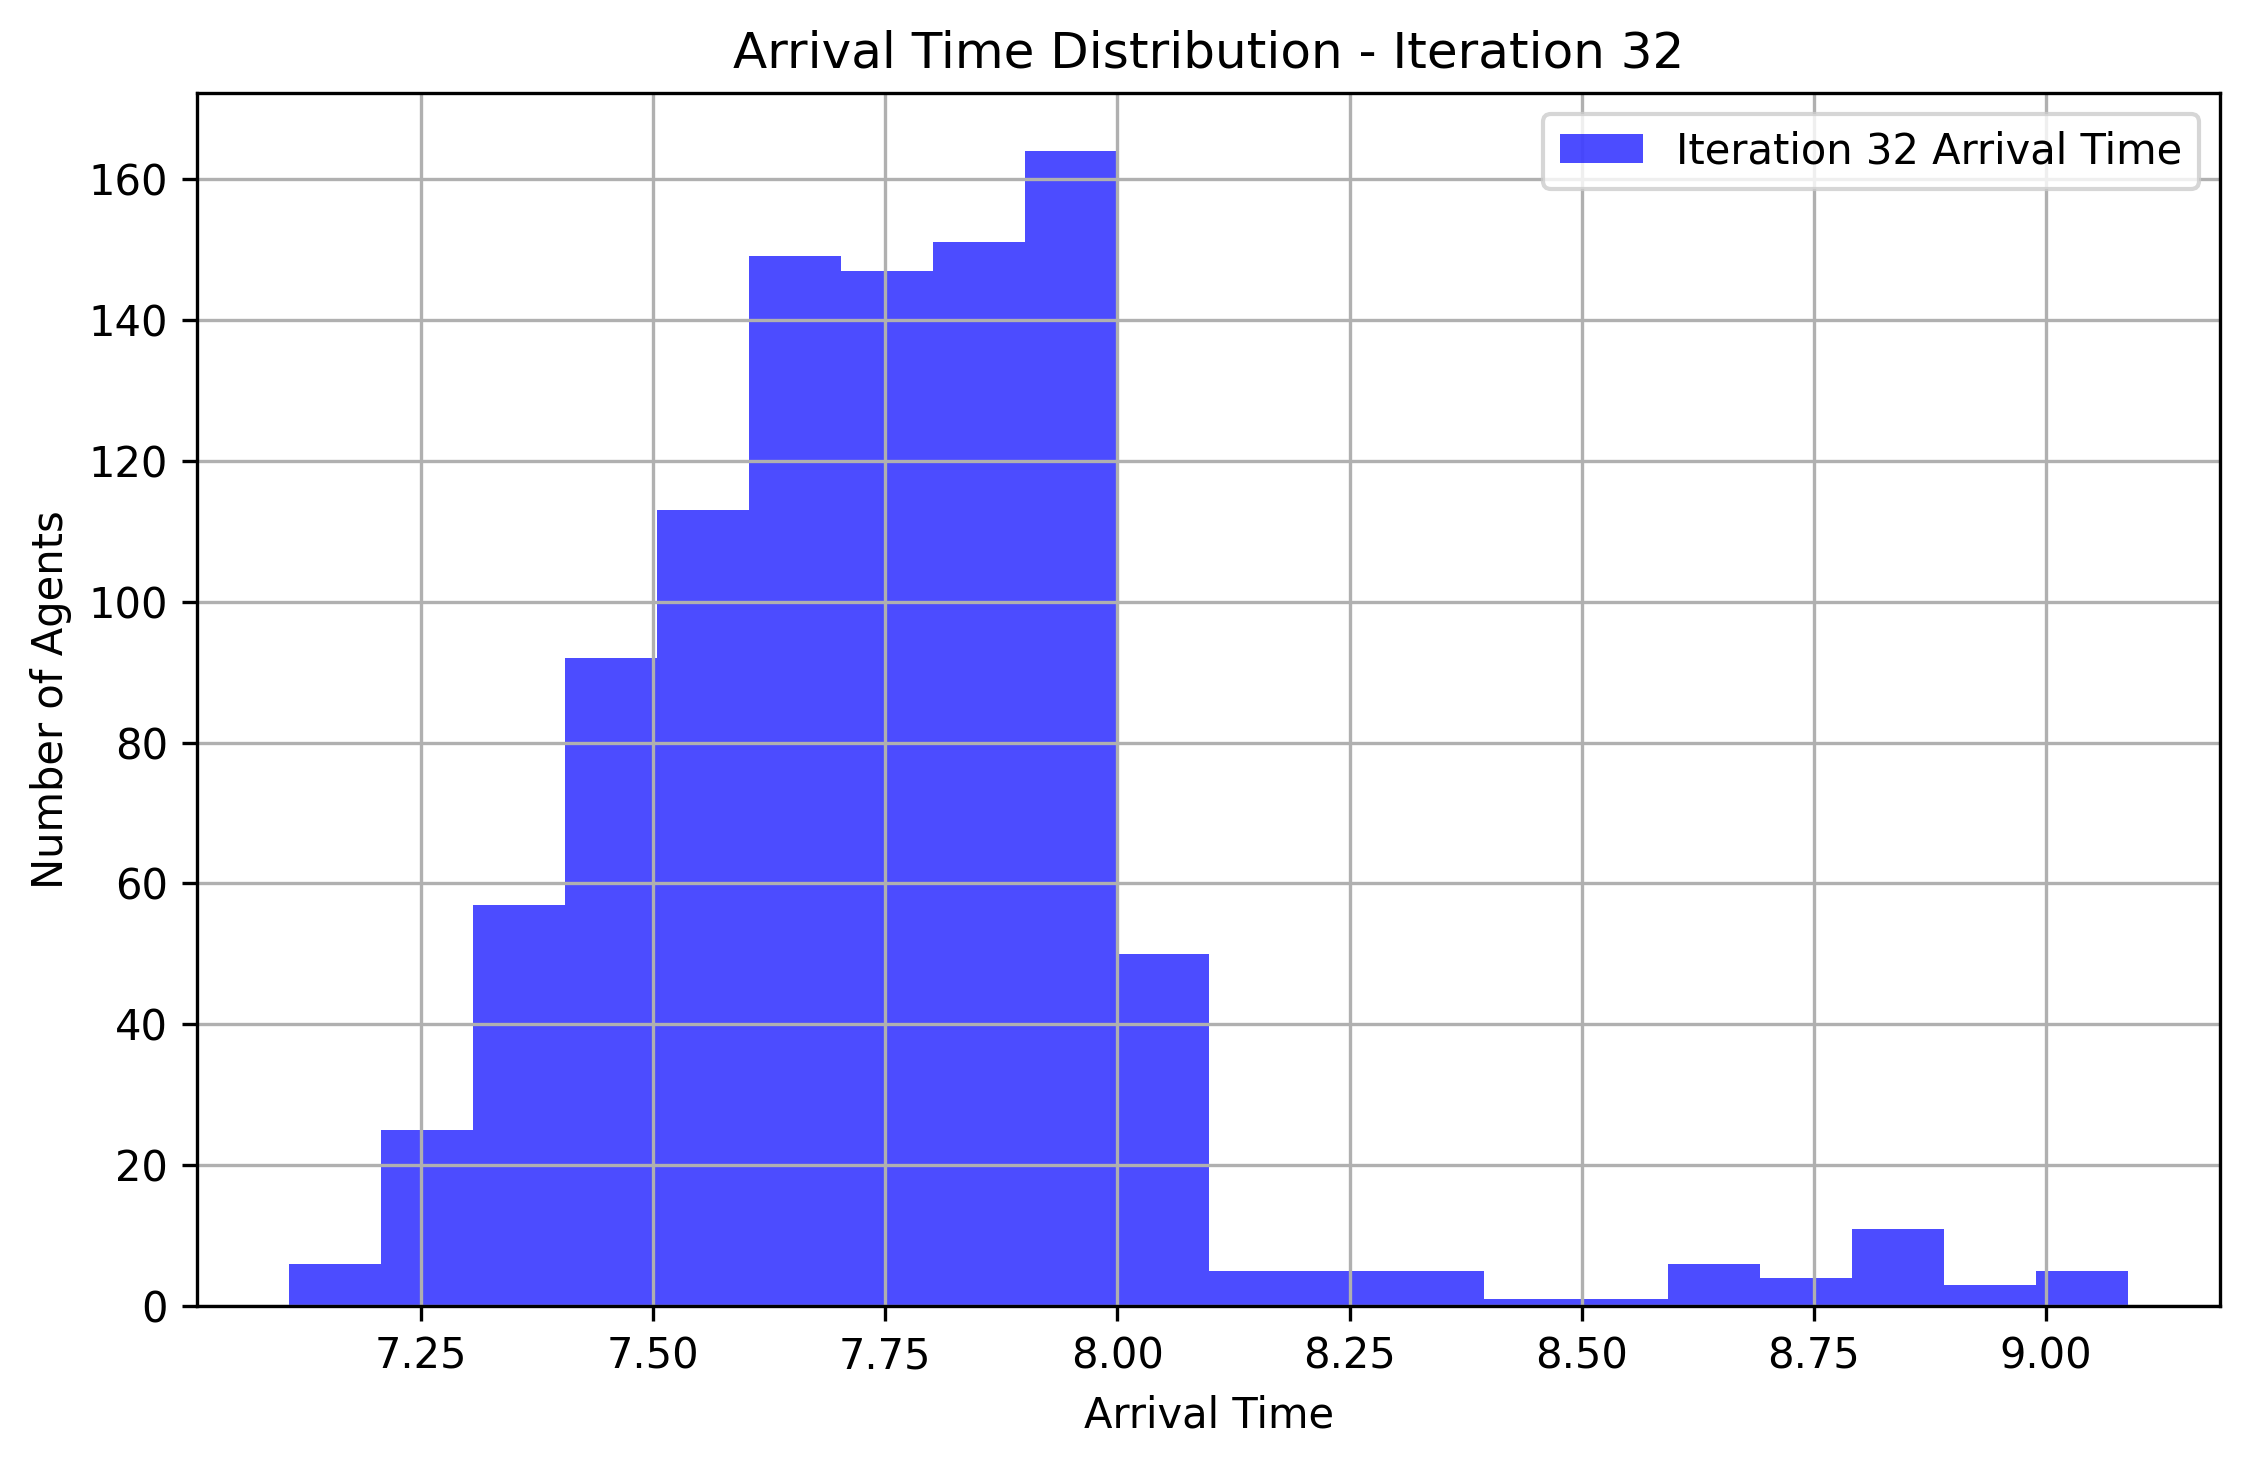 Arrival Time Distribution - Iteration 32
Iteration 32 Arrival Time
Number of Agents
160
140
120
100
80
60
40
20
0
7.25 7.50 7.75 8.00 8.25 8.50 8.75 9.00
Arrival Time